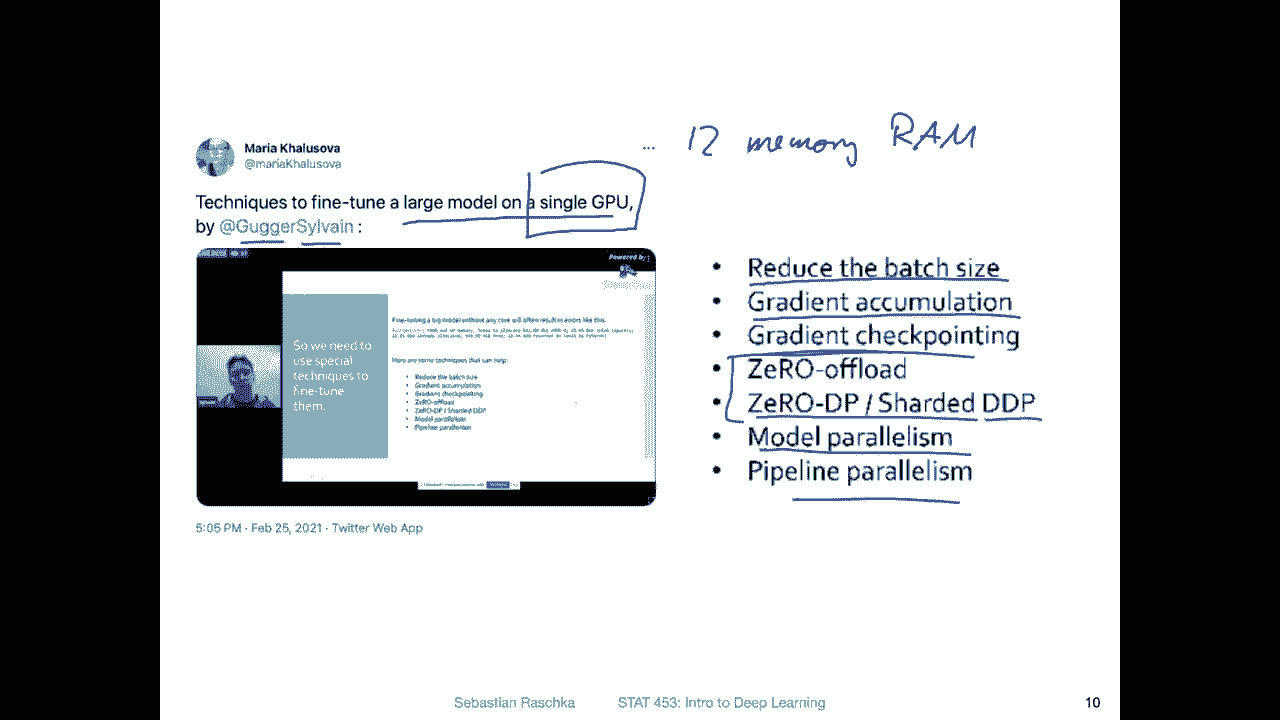 12 memory RAM
Maria Khalusova
@mariaKhalusova
...
Techniques to fine-tune a large model on a single GPU,
by @GuggerSylvain :
Powered by
So we need to
use special
techniques to
fine-tune
them.
Fine-tuning a big model without any care will often result in errors like this.
Here are some techniques that can help:
• Reduce the batch size
• Gradient accumulation
• Gradient checkpointing
• ZeRO-offload
• ZeRO-DP / Sharded DDP
• Model parallelism
• Pipeline parallelism
5:05 PM · Feb 25, 2021 · Twitter Web App
• Reduce the batch size
• Gradient accumulation
• Gradient checkpointing
• ZeRO-offload
• ZeRO-DP / Sharded DDP
• Model parallelism
• Pipeline parallelism
Sebastian Raschka STAT 453: Intro to Deep Learning 10